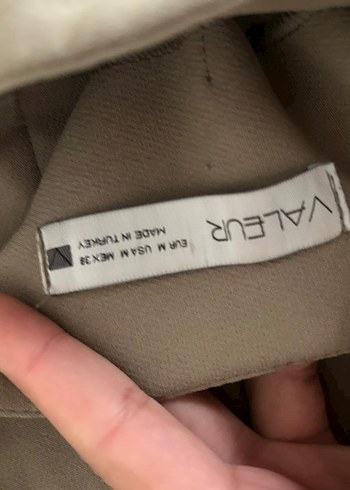 VALEUR
EUR M USA M MEX 38
MADE IN TURKEY
V